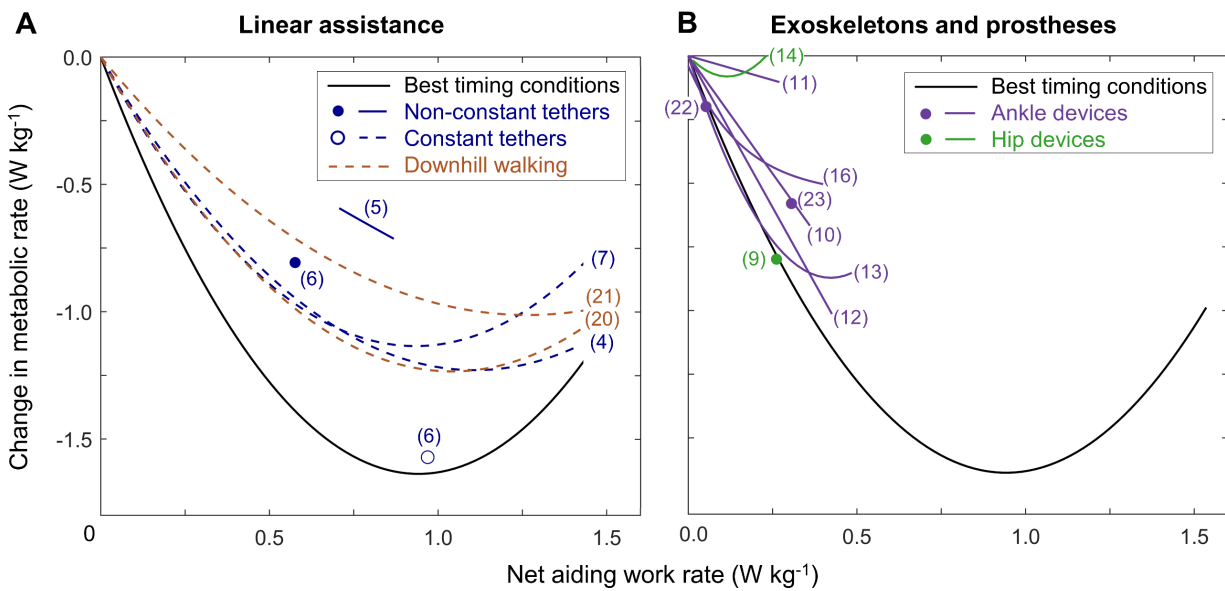 A Linear assistance
B Exoskeletons and prostheses
Change in metabolic rate (W kg⁻¹)
0.0
-0.5
-1.0
-1.5
Best timing conditions
Non-constant tethers
Constant tethers
Downhill walking
(5)
(6)
(7)
(21)
(20)
(4)
(6)
0
0.5
1.0
1.5
Best timing conditions
Ankle devices
Hip devices
(14)
(11)
(22)
(16)
(23)
(10)
(9)
(13)
(12)
0.0
0.5
1.0
1.5
Net aiding work rate (W kg⁻¹)